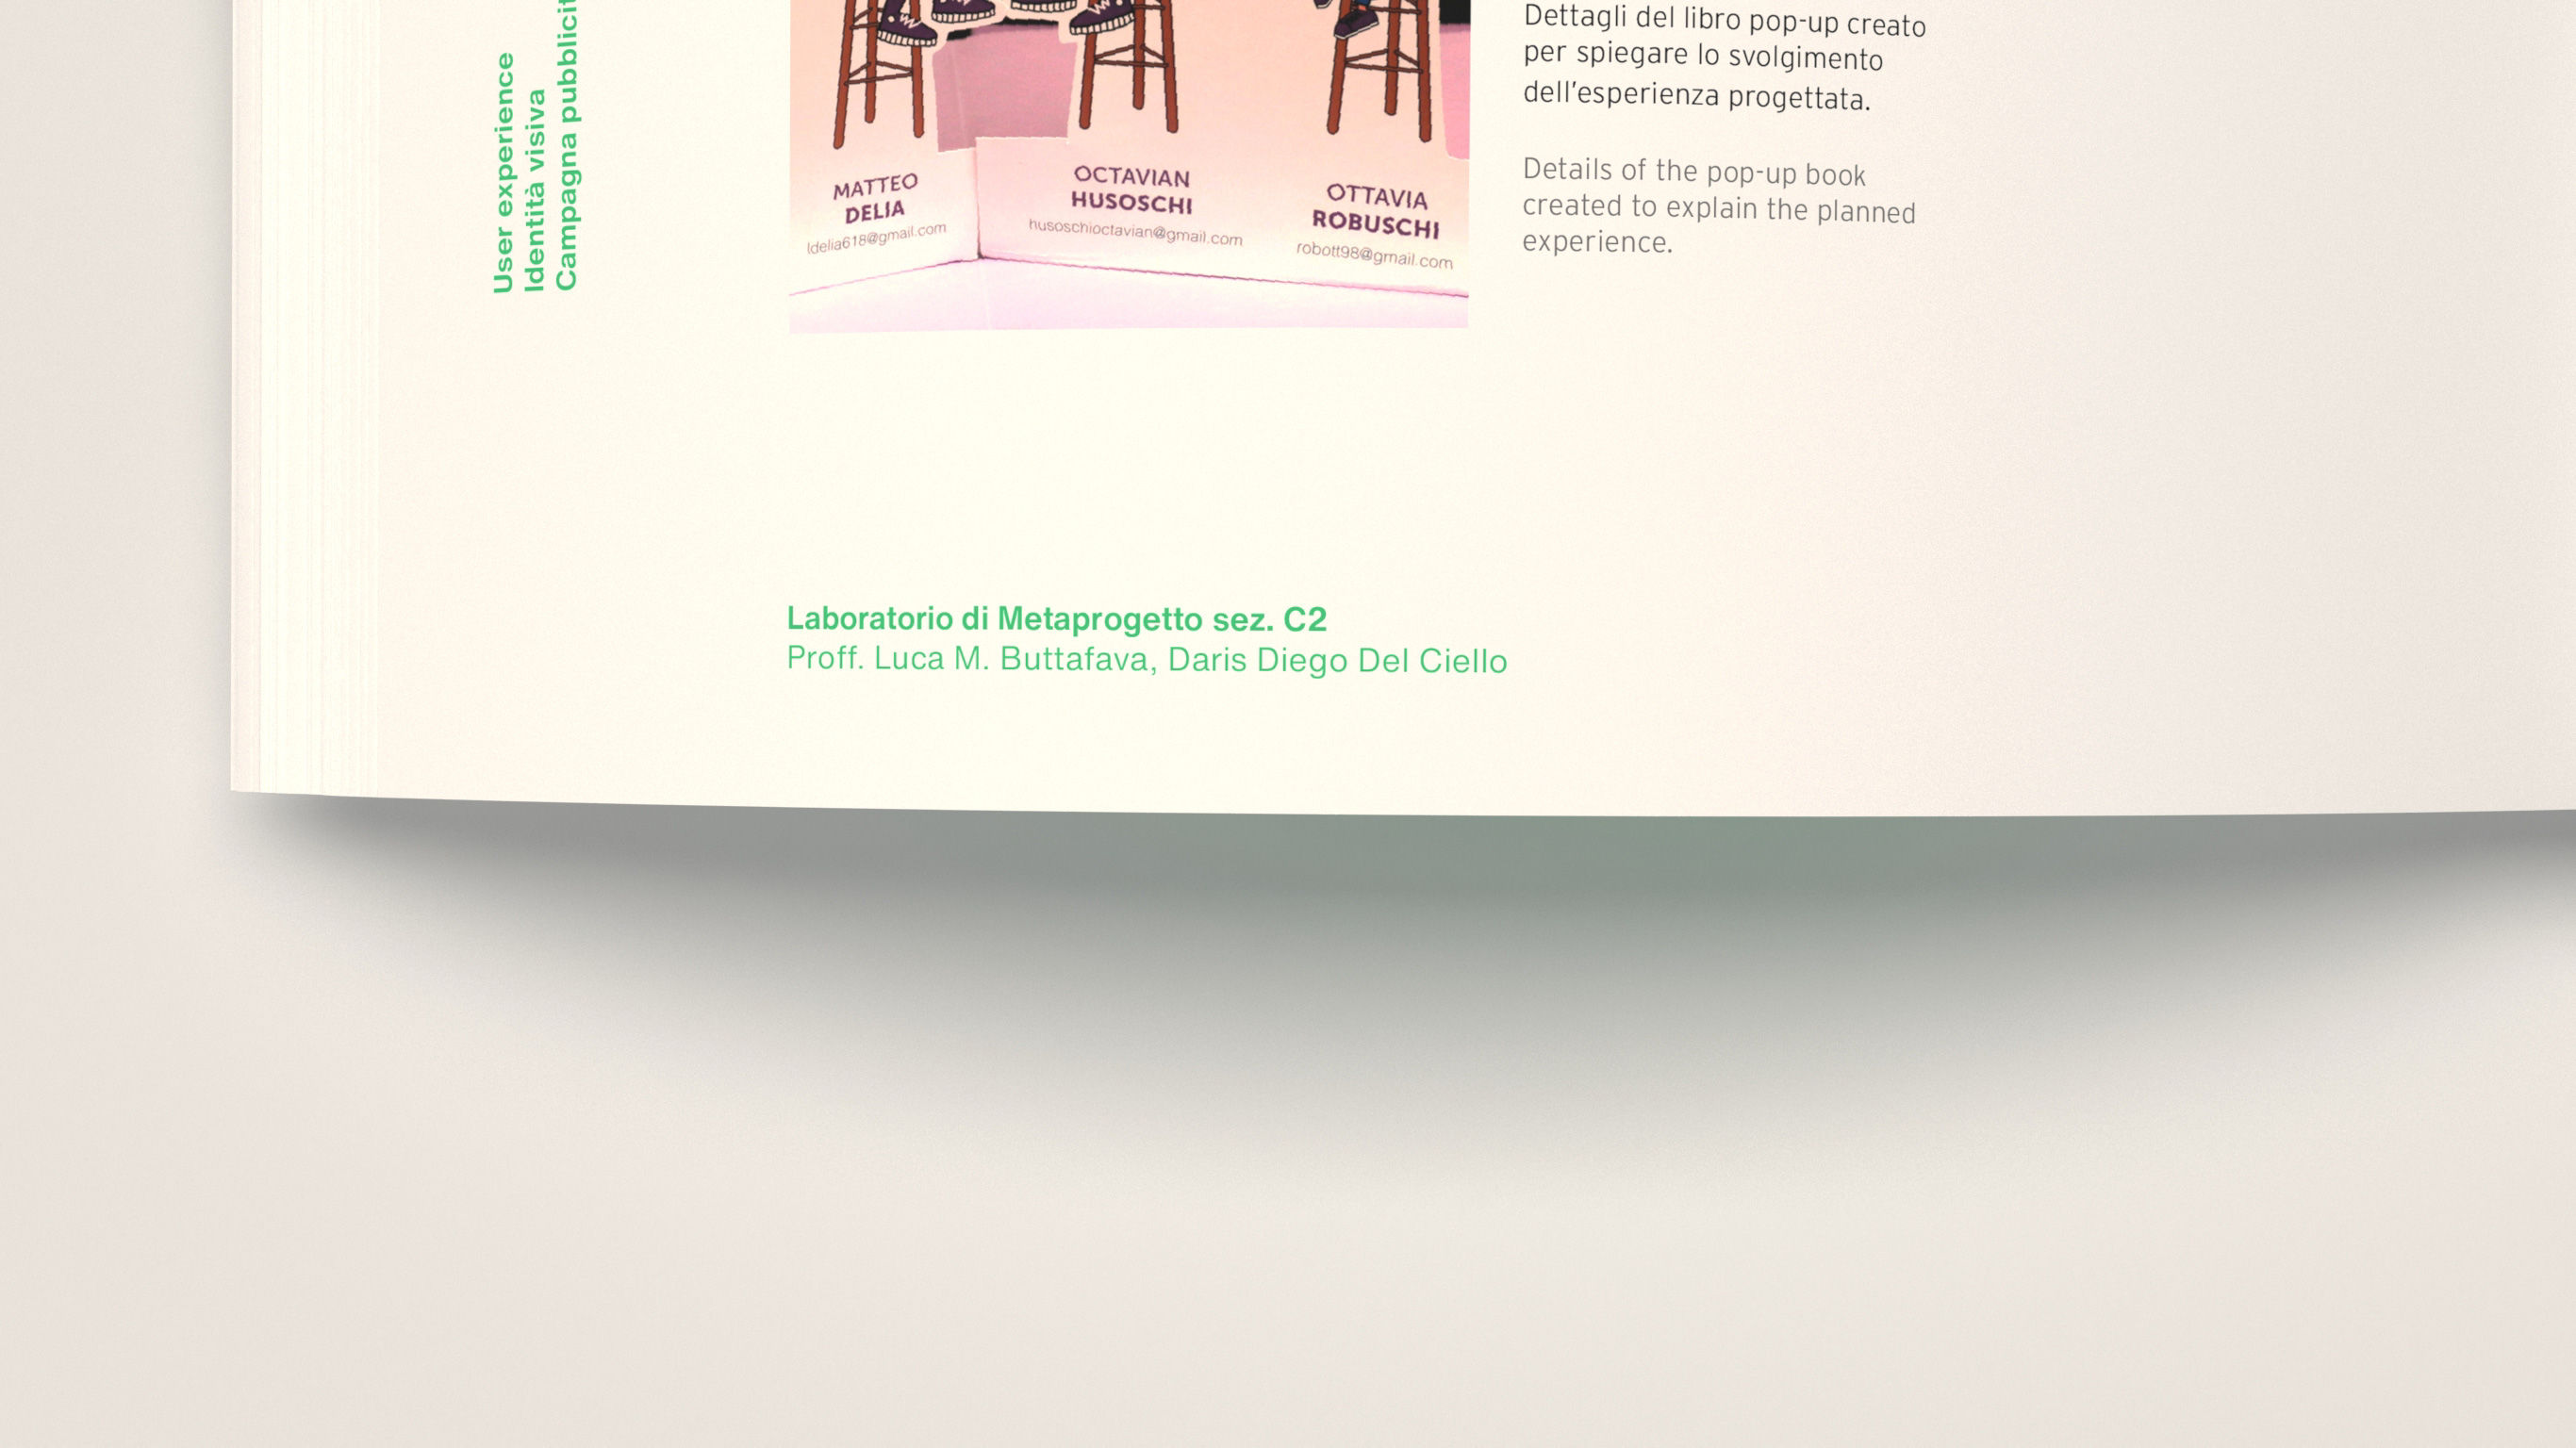 User experience
Identità visiva
Campagna
MATTEO
DELIA
ldelia618@gmail.com
OCTAVIAN
HUSOSCHI
husoschioctavian@gmail.com
OTTAVIA
ROBUSCHI
robott98@gmail.com
Dettagli del libro pop-up creato
per spiegare lo svolgimento
dell'esperienza progettata.
Details of the pop-up book
created to explain the planned
experience.
Laboratorio di Metaprogetto sez. C2
Proff. Luca M. Buttafava, Daris Diego Del Ciello